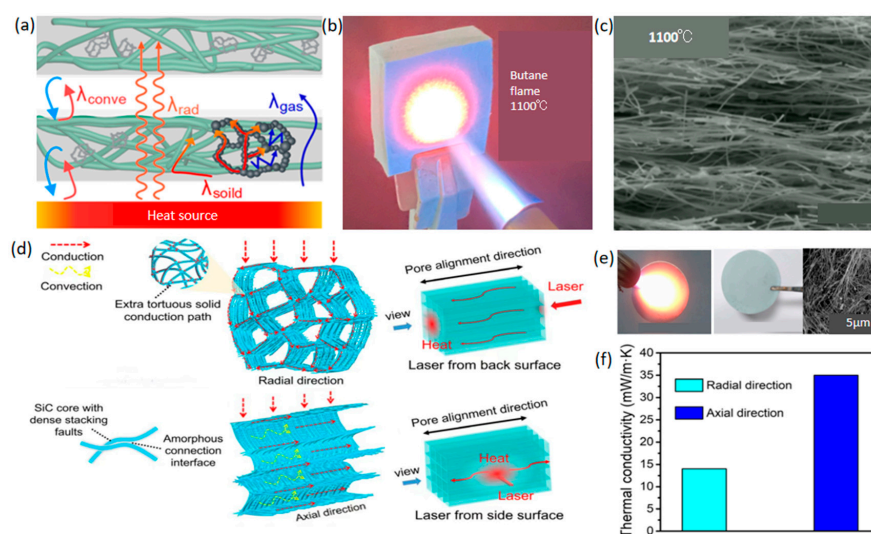 (a)
λconve
λrad
λgas
λsoild
Heat source
(b)
Butane
flame
1100℃
(c)
1100℃
(d)
Conduction
Convection
Extra tortuous solid
conduction path
Radial direction
view
Pore alignment direction
Laser
Heat
Laser from back surface
SiC core with
dense stacking
faults
Amorphous
connection
interface
Axial direction
view
Pore alignment direction
Heat
Laser
Laser from side surface
(e)
5μm
(f)
Thermal conductivity (mW/m·K)
40
35
30
25
20
15
10
5
0
Radial direction
Axial direction